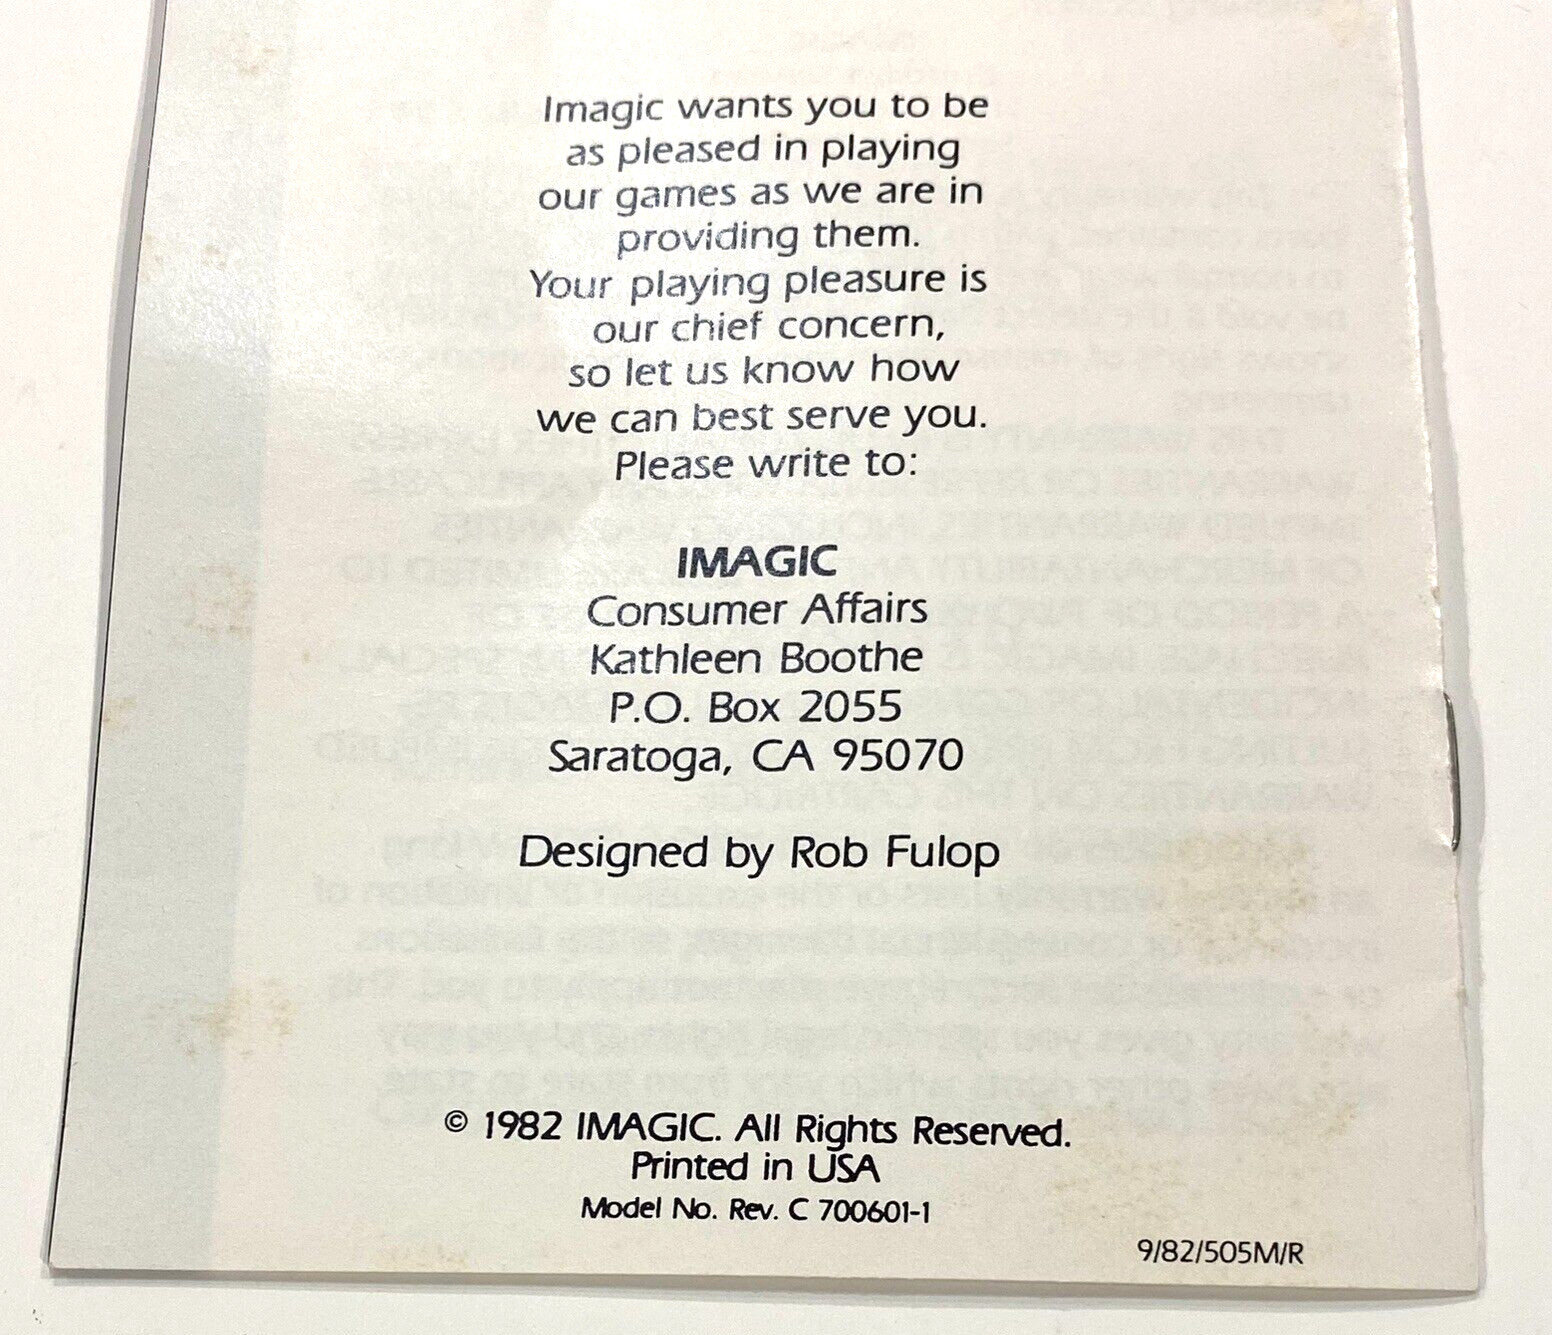 Imagic wants you to be
as pleased in playing
our games as we are in
providing them.
Your playing pleasure is
our chief concern,
so let us know how
we can best serve you.
Please write to:
IMAGIC
Consumer Affairs
Kathleen Boothe
P.O. Box 2055
Saratoga, CA 95070
Designed by Rob Fulop
© 1982 IMAGIC. All Rights Reserved.
Printed in USA
Model No. Rev. C 700601-1
9/82/505M/R